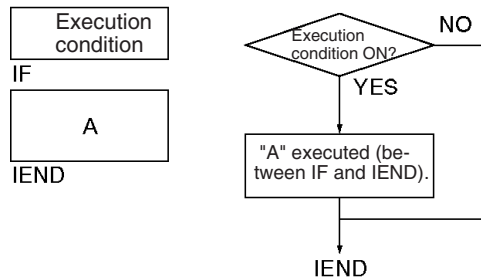 Execution
condition
IF
A
IEND
Execution
condition ON?
NO
YES
"A" executed (be-
tween IF and IEND).
IEND